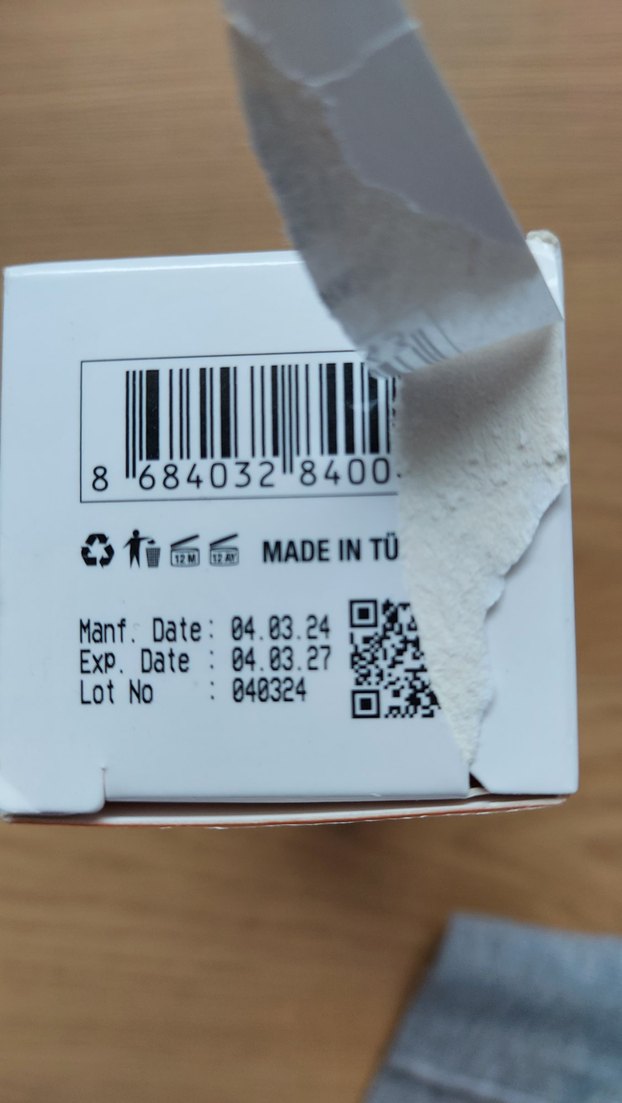 8 684032 8400
12 M 12 AY MADE IN TÜ
Manf. Date: 04.03.24
Exp. Date : 04.03.27
Lot No : 040324